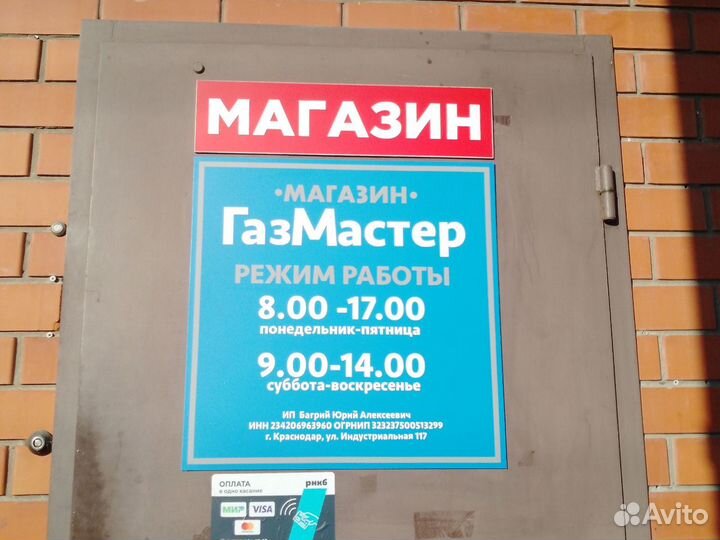 МАГАЗИН
•МАГАЗИН•
ГазМастер
РЕЖИМ РАБОТЫ
8.00 -17.00
понедельник-пятница
9.00-14.00
суббота-воскресенье
ИП Багрий Юрий Алексеевич
ИНН 234206963960 ОГРНИП 323237500513299
г. Краснодар, ул. Индустриальная 117
ОПЛАТА
в одно касание
рнкб
МИР VISA
mastercard
Avito